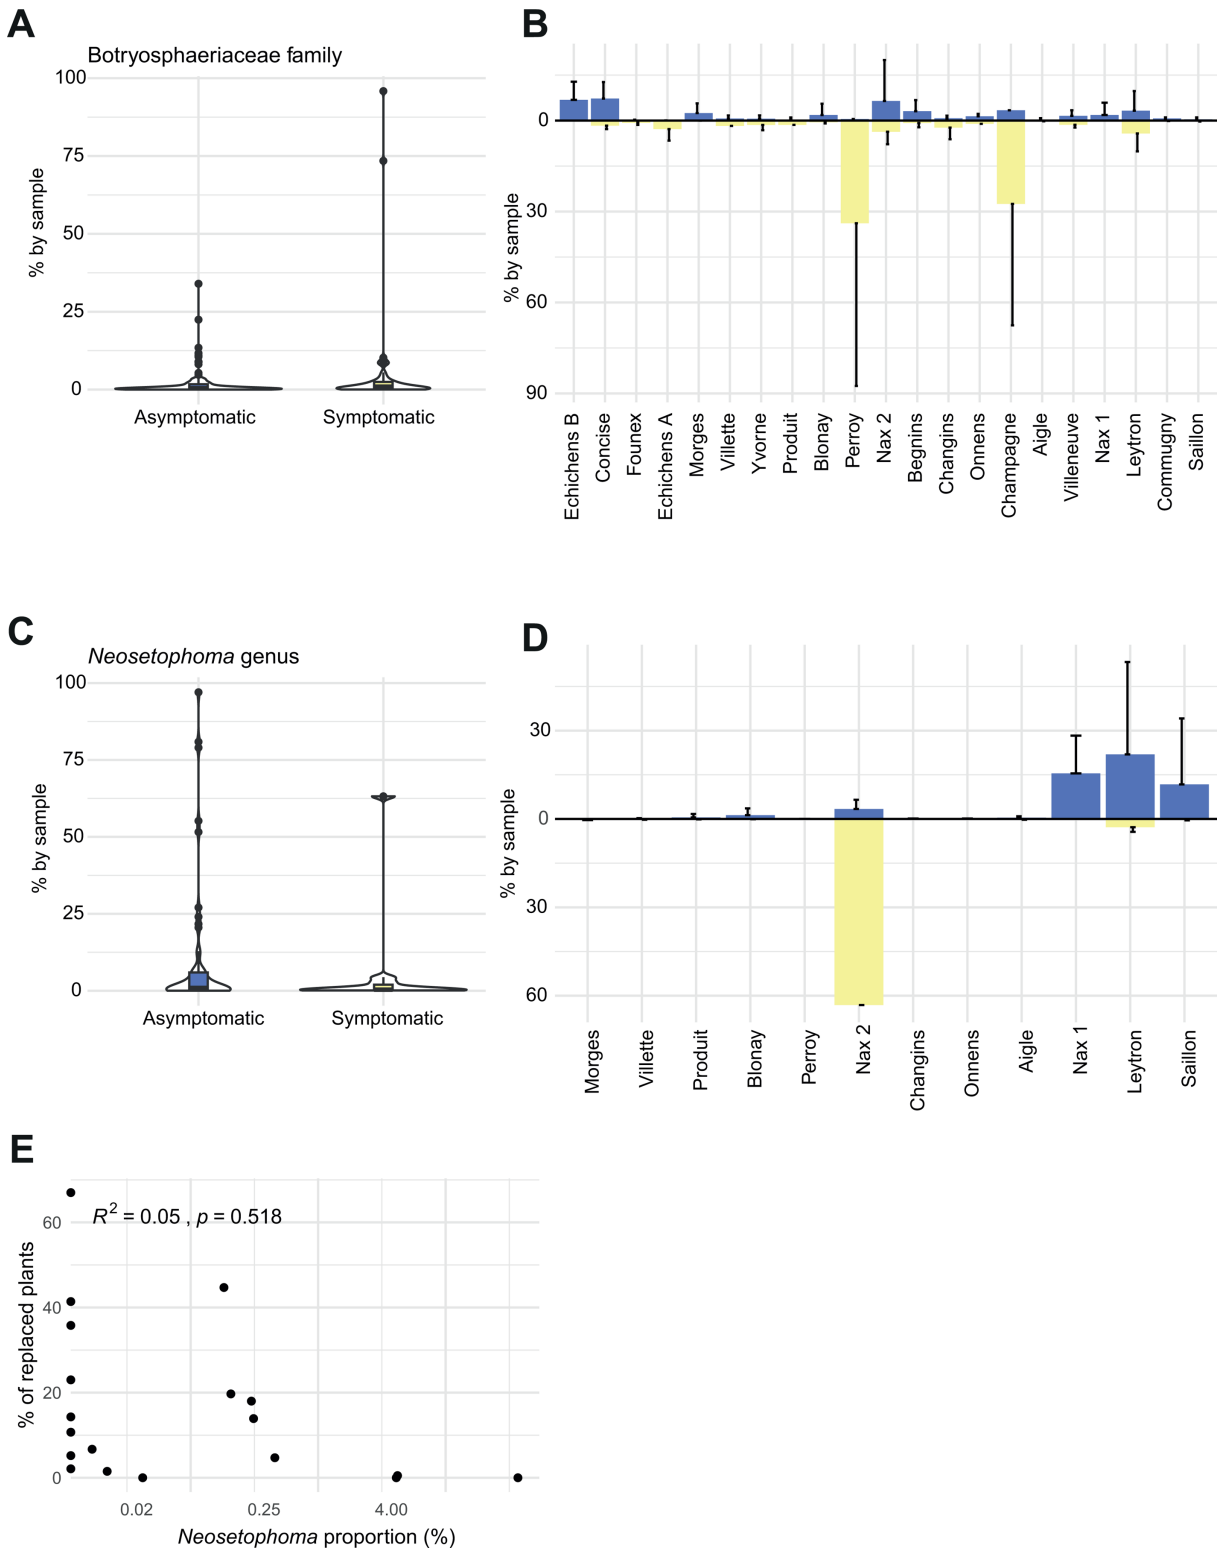 A
Botryosphaeriaceae family
% by sample
100
75
50
25
0
Asymptomatic
Symptomatic
B
% by sample
0
30
60
90
Echichens B
Concise
Founex
Echichens A
Morges
Villette
Yvorne
Produit
Blonay
Perroy
Nax 2
Begnins
Changins
Onnens
Champagne
Aigle
Villeneuve
Nax 1
Leytron
Commugny
Saillon
C
Neosetophoma genus
% by sample
100
75
50
25
0
Asymptomatic
Symptomatic
D
% by sample
30
0
30
60
Morges
Villette
Produit
Blonay
Perroy
Nax 2
Changins
Onnens
Aigle
Nax 1
Leytron
Saillon
E
R² = 0.05 , p = 0.518
% of replaced plants
60
40
20
0
0.02
0.25
4.00
Neosetophoma proportion (%)